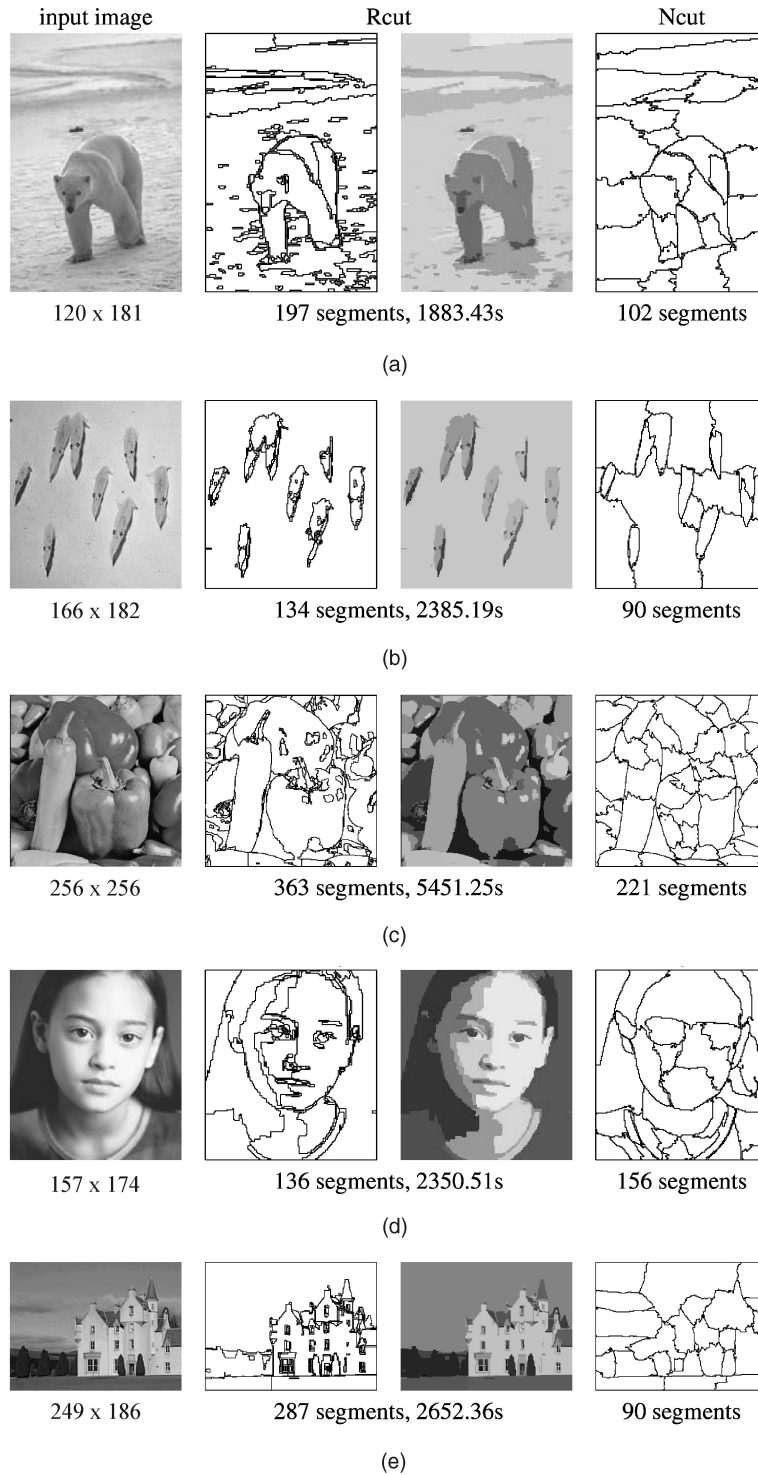 input image Rcut Ncut
120 x 181 197 segments, 1883.43s 102 segments
(a)
166 x 182 134 segments, 2385.19s 90 segments
(b)
256 x 256 363 segments, 5451.25s 221 segments
(c)
157 x 174 136 segments, 2350.51s 156 segments
(d)
249 x 186 287 segments, 2652.36s 90 segments
(e)